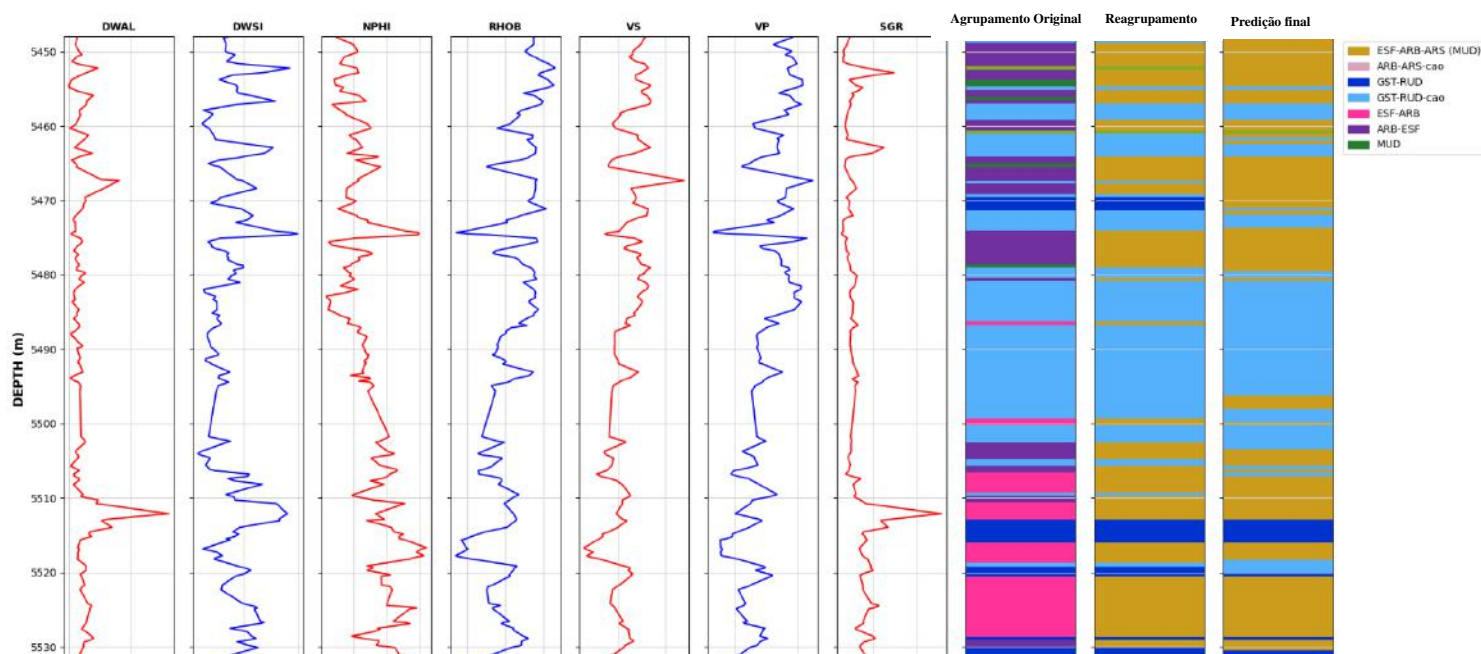 DWAL
DWSI
NPHI
RHOB
VS
VP
SGR
Agrupamento Original
Reagrupamento
Predição final
DEPTH (m)
5450
5460
5470
5480
5490
5500
5510
5520
5530
ESF-ARB-ARS (MUD)
ARB-ARS-cao
GST-RUD
GST-RUD-cao
ESF-ARB
ARB-ESF
MUD